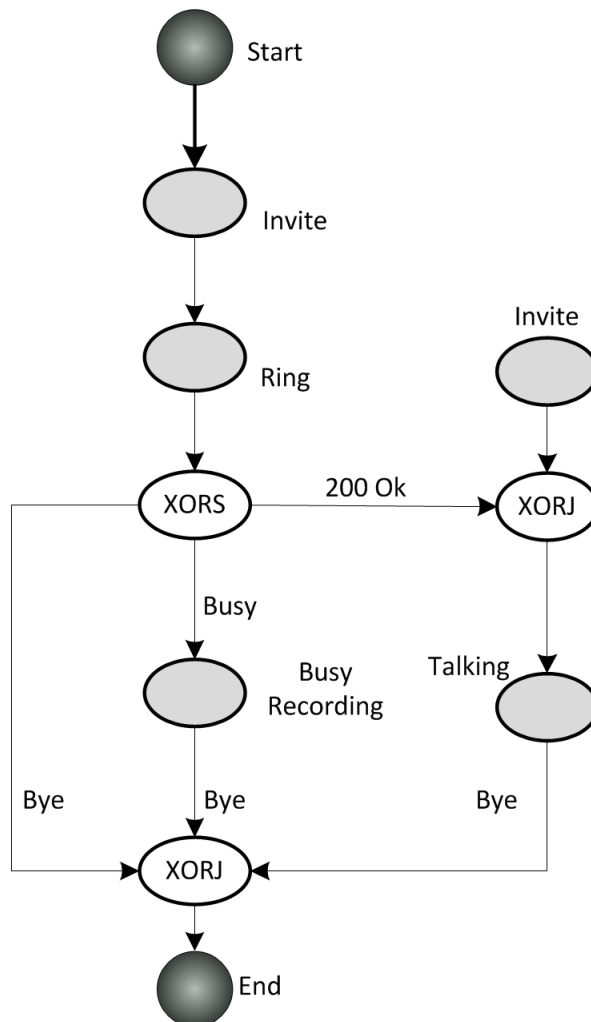 Start
Invite
Ring
Invite
XORS
200 Ok
XORJ
Busy
Busy
Recording
Talking
Bye
Bye
Bye
XORJ
End